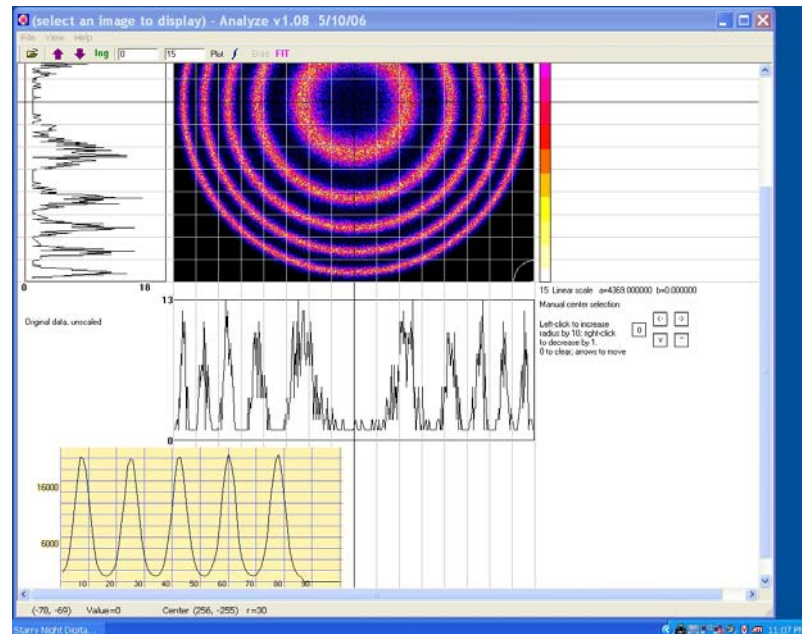 (select an image to display) - Analyze v1.08 5/10/06
File View Help
log 0 15 Plot FIT
0 18
15 Linear scale a=4369.000000 b=0.000000
Manual center selection
13
Original data, unscaled
Left-click to increase
radius by 10; right-click
to decrease by 1.
0 to clear; arrows to move
0
0
16000
6000
10 20 30 40 50 60 70 80 90
(-78, -69) Value=0 Center (256, -255) r=30
Starry Night Digita... 11:07 PM